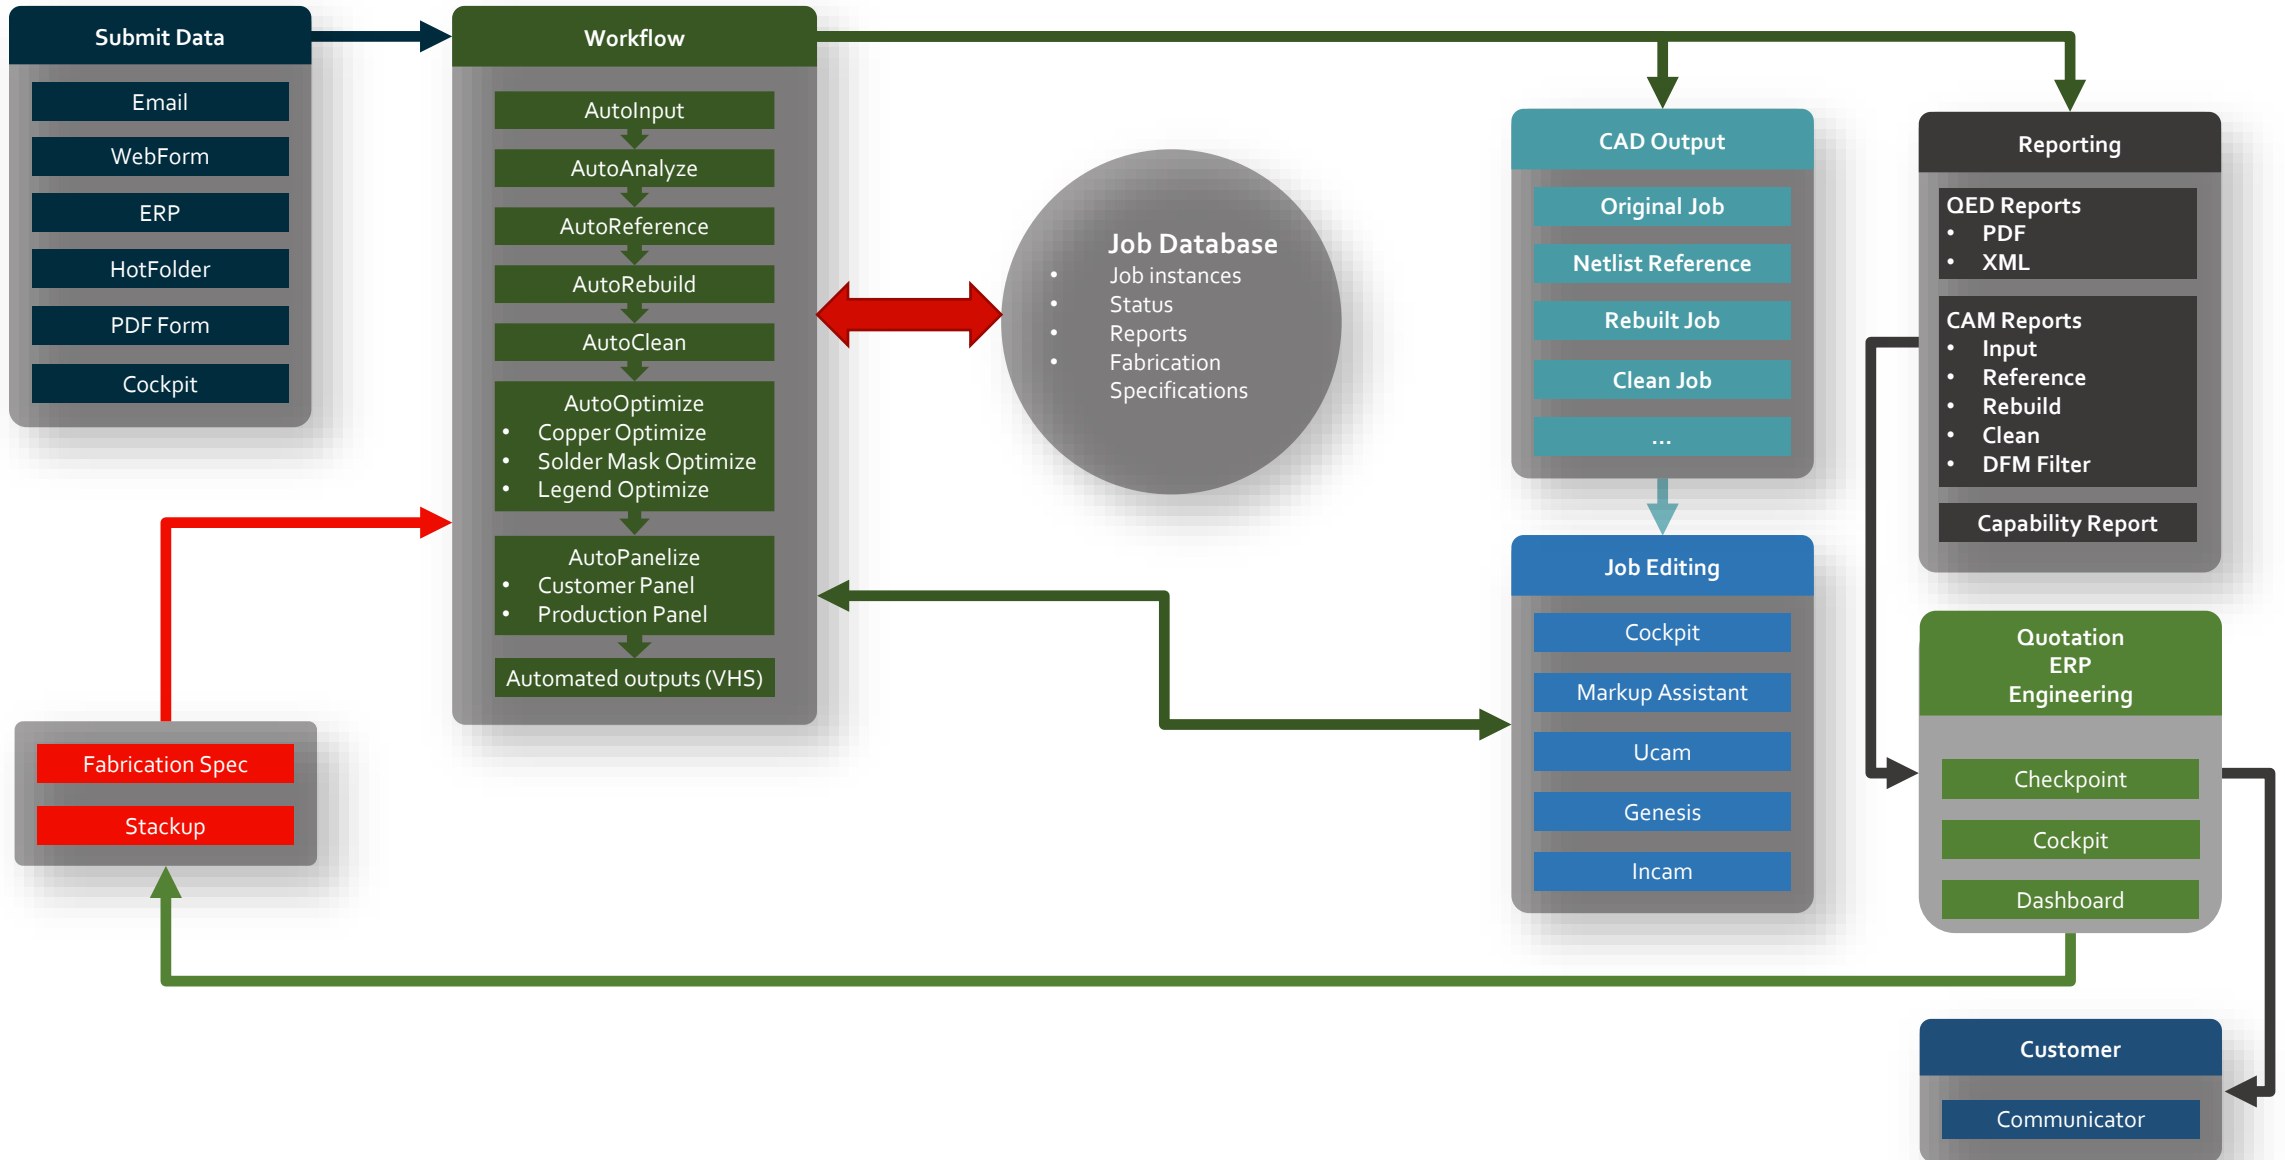 Submit Data
Email
WebForm
ERP
HotFolder
PDF Form
Cockpit
Workflow
AutoInput
AutoAnalyze
AutoReference
AutoRebuild
AutoClean
AutoOptimize
• Copper Optimize
• Solder Mask Optimize
• Legend Optimize
AutoPanelize
• Customer Panel
• Production Panel
Automated outputs (VHS)
Fabrication Spec
Stackup
Job Database
• Job instances
• Status
• Reports
• Fabrication
Specifications
CAD Output
Original Job
Netlist Reference
Rebuilt Job
Clean Job
...
Job Editing
Cockpit
Markup Assistant
Ucam
Genesis
Incam
Reporting
QED Reports
• PDF
• XML
CAM Reports
• Input
• Reference
• Rebuild
• Clean
• DFM Filter
Capability Report
Quotation
ERP
Engineering
Checkpoint
Cockpit
Dashboard
Customer
Communicator